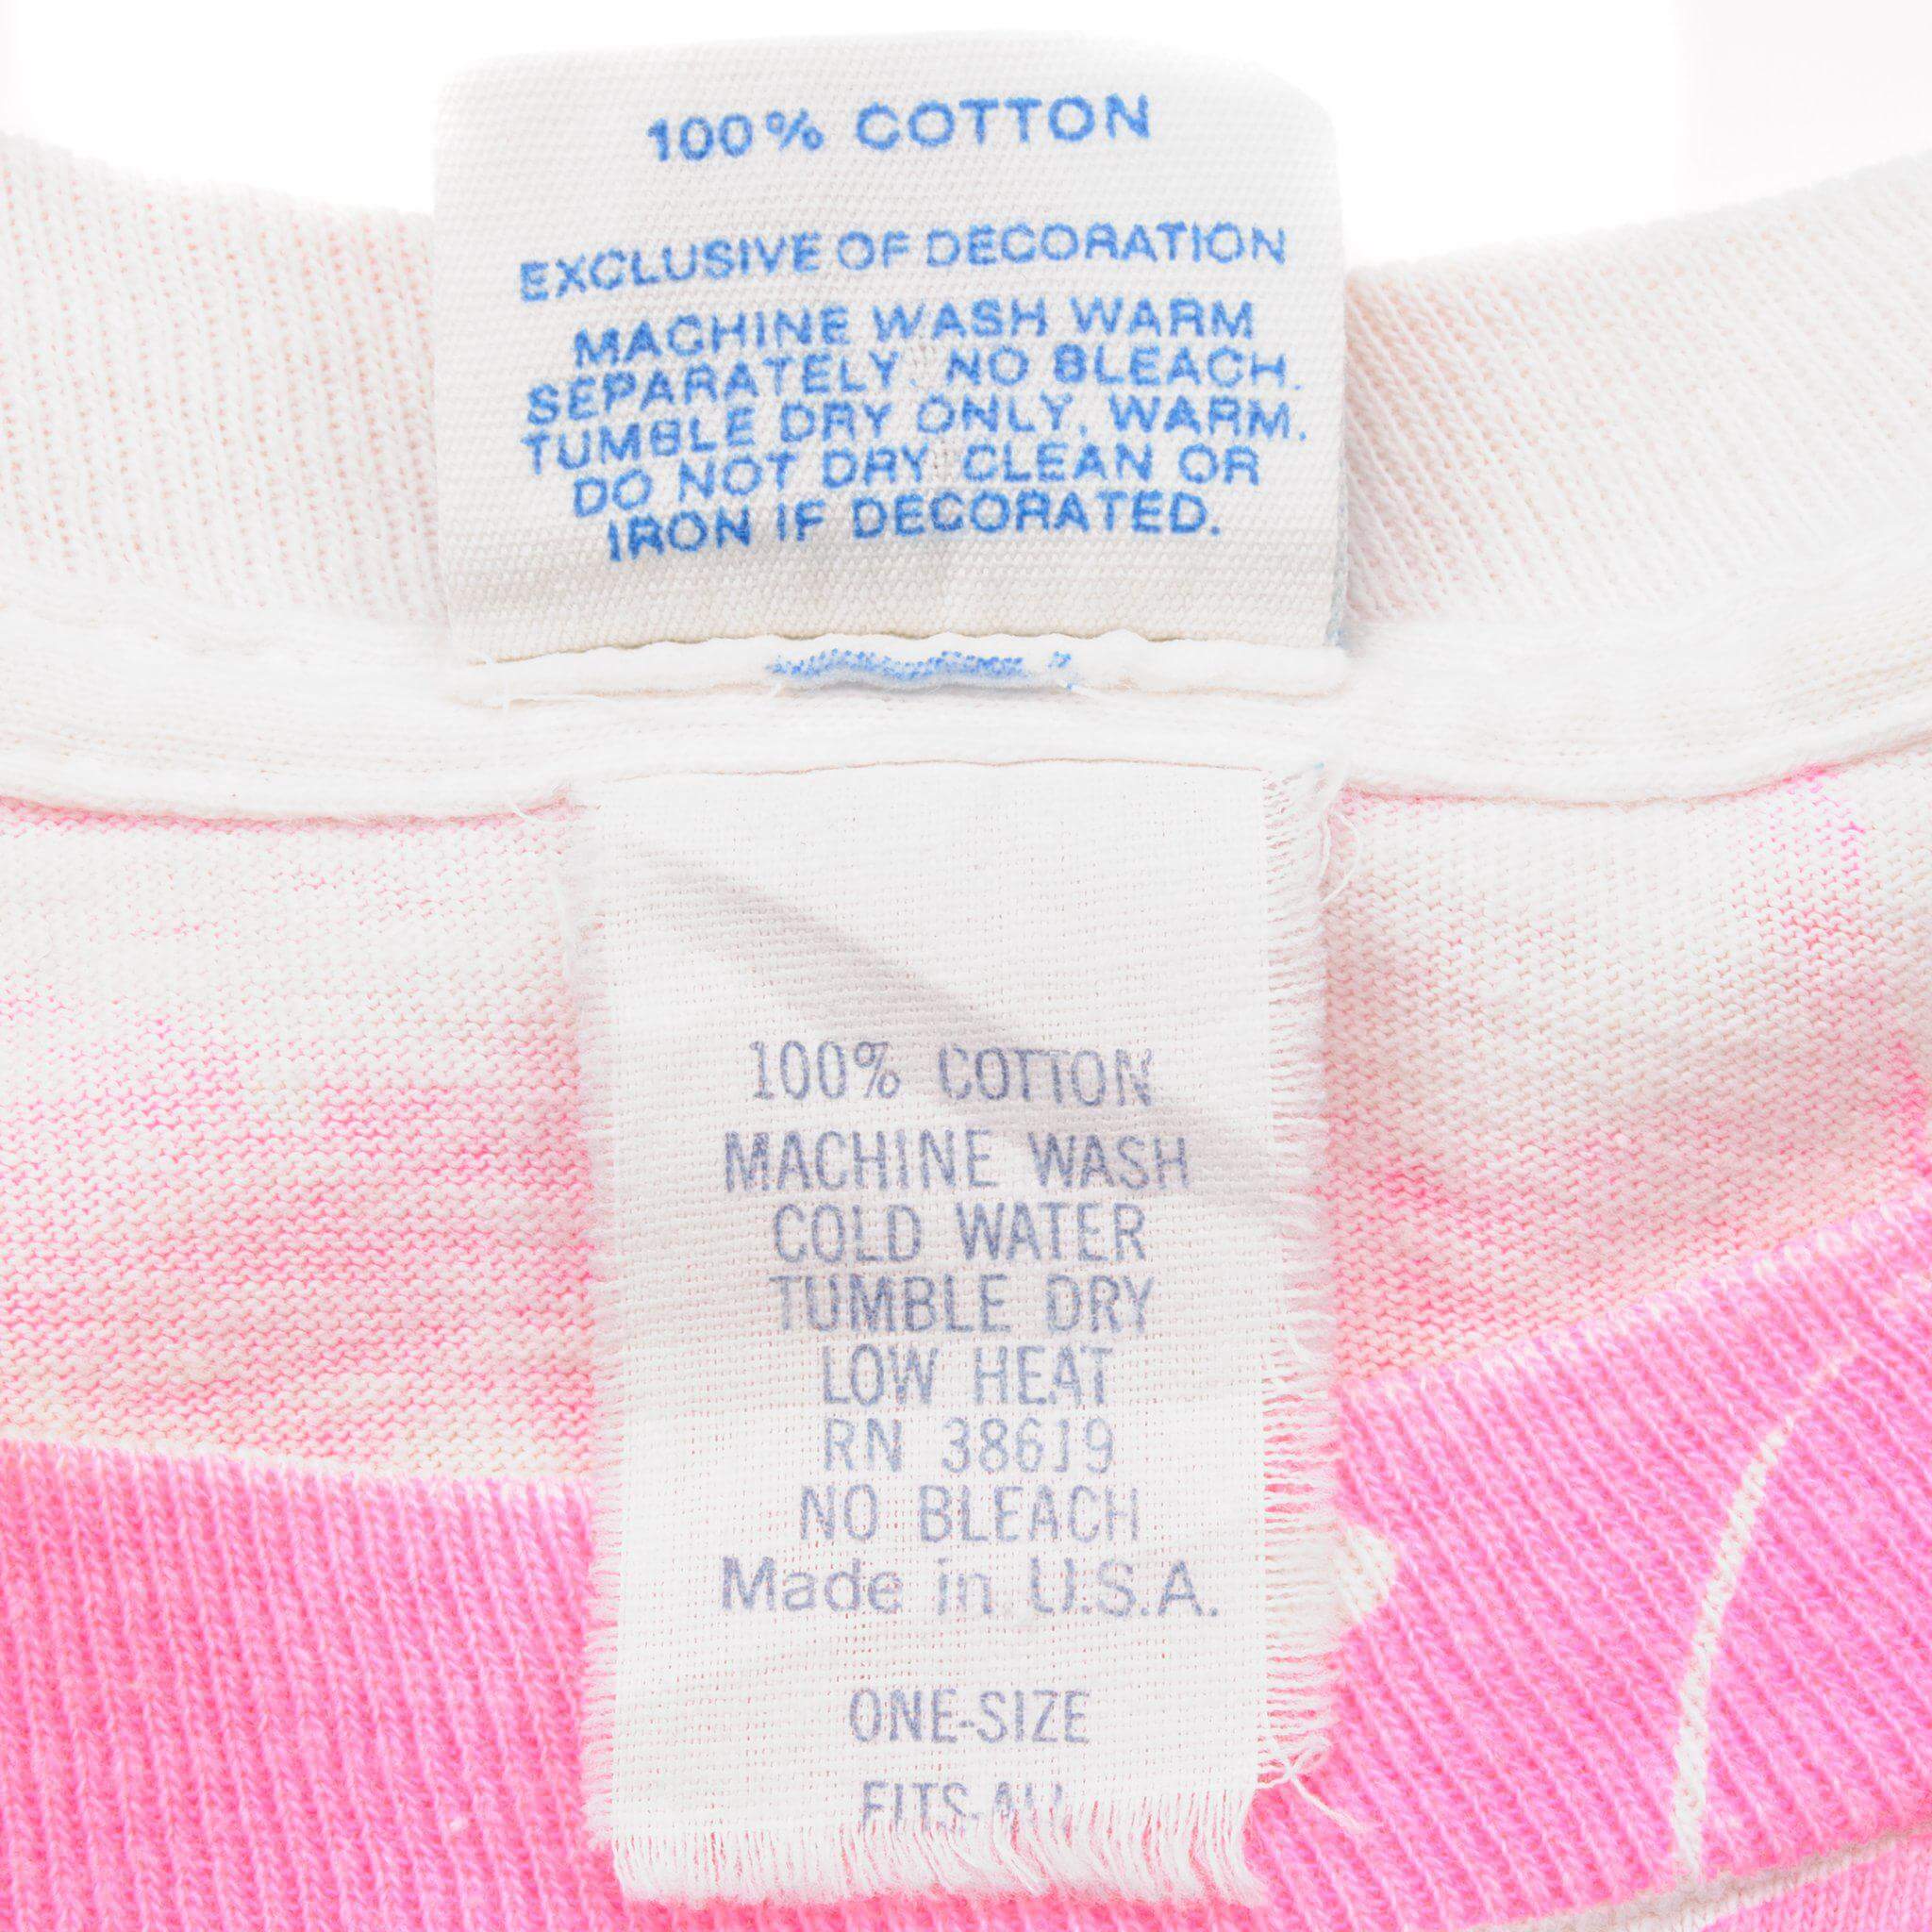 100% COTTON
EXCLUSIVE OF DECORATION
MACHINE WASH WARM
SEPARATELY. NO BLEACH.
TUMBLE DRY ONLY, WARM.
DO NOT DRY CLEAN OR
IRON IF DECORATED.
100% COTTON
MACHINE WASH
COLD WATER
TUMBLE DRY
LOW HEAT
RN 38619
NO BLEACH
Made in U.S.A.
ONE-SIZE
FITS-ALL